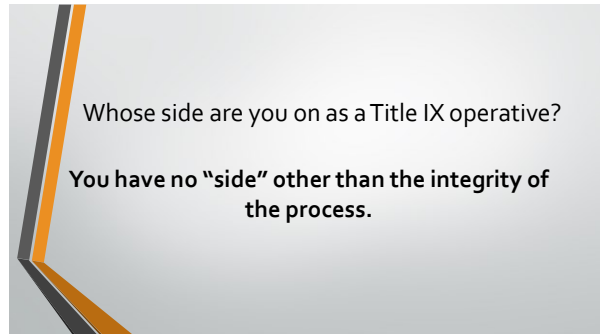 Whose side are you on as a Title IX operative?
You have no “side” other than the integrity of
the process.